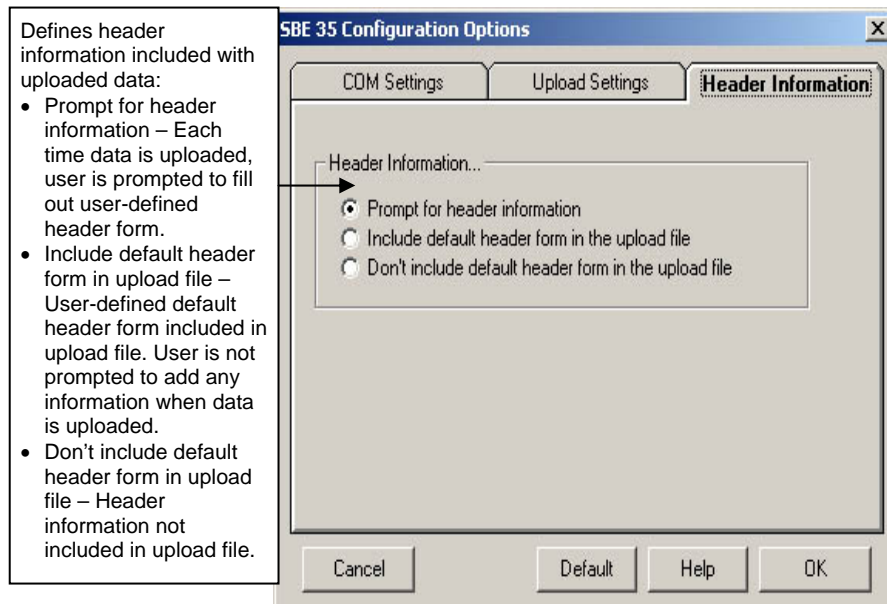 Defines header
information included with
uploaded data:
• Prompt for header
information – Each
time data is uploaded,
user is prompted to fill
out user-defined
header form.
• Include default header
form in upload file –
User-defined default
header form included in
upload file. User is not
prompted to add any
information when data
is uploaded.
• Don’t include default
header form in upload
file – Header
information not
included in upload file.
SBE 35 Configuration Options
COM Settings
Upload Settings
Header Information
Header Information...
Prompt for header information
Include default header form in the upload file
Don't include default header form in the upload file
Cancel
Default
Help
OK